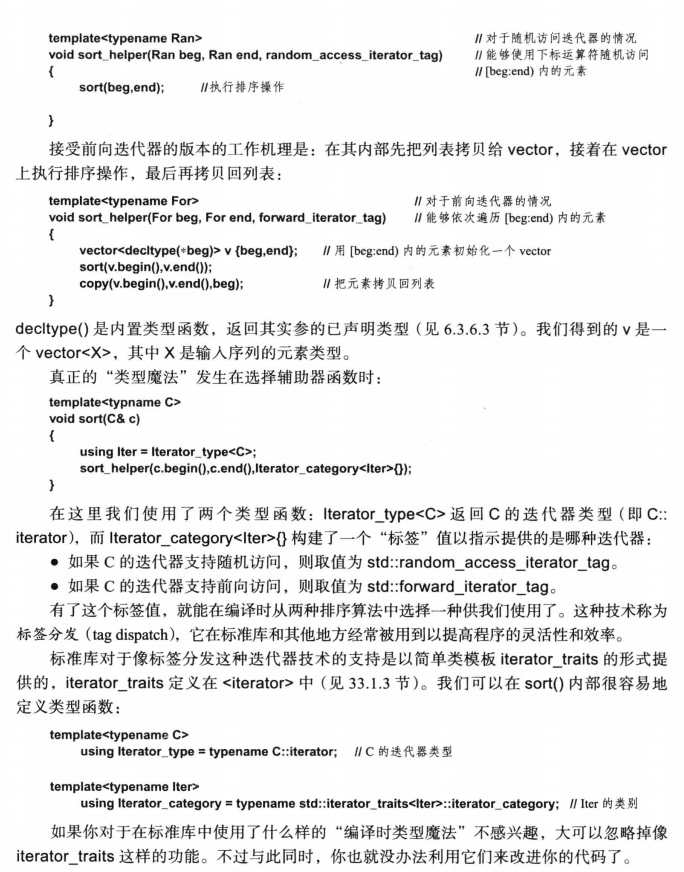 template<typename Ran> // 对于随机访问迭代器的情况
void sort_helper(Ran beg, Ran end, random_access_iterator_tag) // 能够使用下标运算符随机访问
{ // [beg:end) 内的元素
sort(beg,end); //执行排序操作
}
接受前向迭代器的版本的工作机理是：在其内部先把列表拷贝给 vector，接着在 vector
上执行排序操作，最后再拷贝回列表：
template<typename For> // 对于前向迭代器的情况
void sort_helper(For beg, For end, forward_iterator_tag) // 能够依次遍历 [beg:end) 内的元素
{
vector<decltype(*beg)> v {beg,end}; // 用 [beg:end) 内的元素初始化一个 vector
sort(v.begin(),v.end());
copy(v.begin(),v.end(),beg); // 把元素拷贝回列表
}
decltype() 是内置类型函数，返回其实参的已声明类型（见 6.3.6.3 节）。我们得到的 v 是一
个 vector<X>，其中 X 是输入序列的元素类型。
真正的“类型魔法”发生在选择辅助器函数时：
template<typname C>
void sort(C& c)
{
using Iter = Iterator_type<C>;
sort_helper(c.begin(),c.end(),Iterator_category<Iter>{});
}
在这里我们使用了两个类型函数：Iterator_type<C> 返回 C 的迭代器类型（即 C::
iterator），而 Iterator_category<Iter>{} 构建了一个“标签”值以指示提供的是哪种迭代器：
● 如果 C 的迭代器支持随机访问，则取值为 std::random_access_iterator_tag。
● 如果 C 的迭代器支持前向访问，则取值为 std::forward_iterator_tag。
有了这个标签值，就能在编译时从两种排序算法中选择一种供我们使用了。这种技术称为
标签分发（tag dispatch），它在标准库和其他地方经常被用到以提高程序的灵活性和效率。
标准库对于像标签分发这种迭代器技术的支持是以简单类模板 iterator_traits 的形式提
供的，iterator_traits 定义在 <iterator> 中（见 33.1.3 节）。我们可以在 sort() 内部很容易地
定义类型函数：
template<typename C>
using Iterator_type = typename C::iterator; // C 的迭代器类型
template<typename Iter>
using Iterator_category = typename std::iterator_traits<Iter>::iterator_category; // Iter 的类别
如果你对于在标准库中使用了什么样的“编译时类型魔法”不感兴趣，大可以忽略掉像
iterator_traits 这样的功能。不过与此同时，你也就没办法利用它们来改进你的代码了。